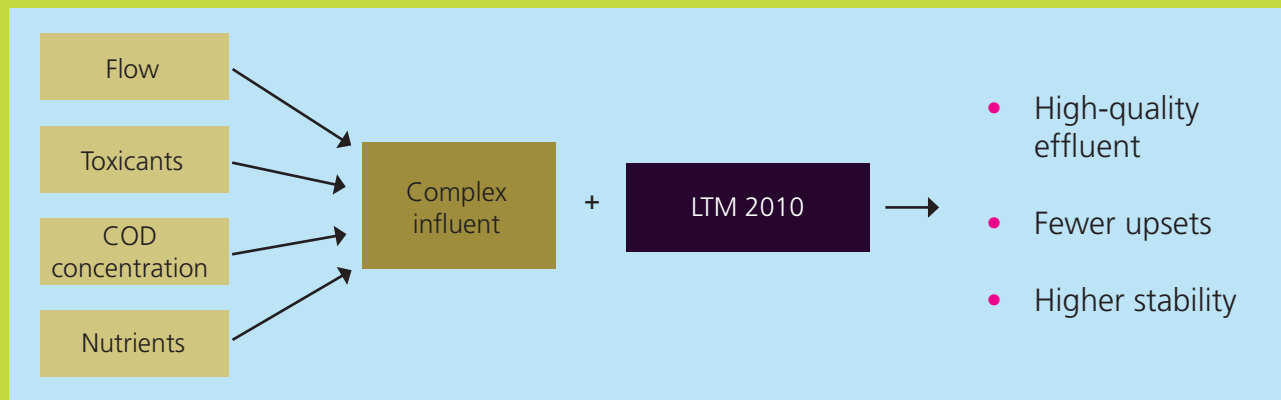 Flow
Toxicants
COD
concentration
Nutrients
Complex
influent
+
LTM 2010
• High-quality
effluent
• Fewer upsets
• Higher stability